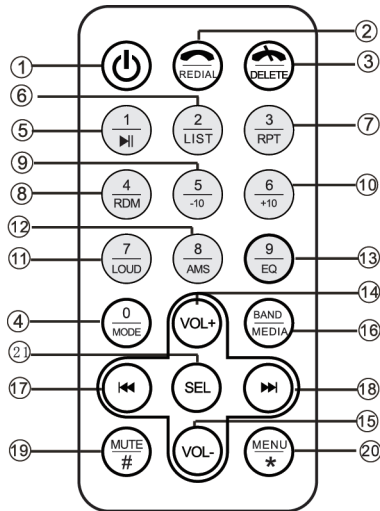 ②
① REDIAL DELETE ③
⑥
⑤ 1 ▶|| 2 LIST 3 RPT ⑦
⑨
⑧ 4 RDM 5 -10 6 +10 ⑩
⑫
⑪ 7 LOUD 8 AMS 9 EQ ⑬
⑭
④ 0 MODE VOL+ BAND MEDIA ⑯
㉑
⑰ SEL ⑱
⑮
⑲ MUTE # VOL- MENU * ⑳